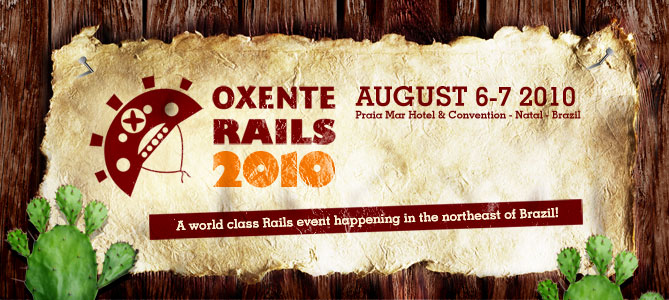 OXENTE
RAILS
2010
AUGUST 6-7 2010
Praia Mar Hotel & Convention - Natal - Brazil
A world class Rails event happening in the northeast of Brazil!